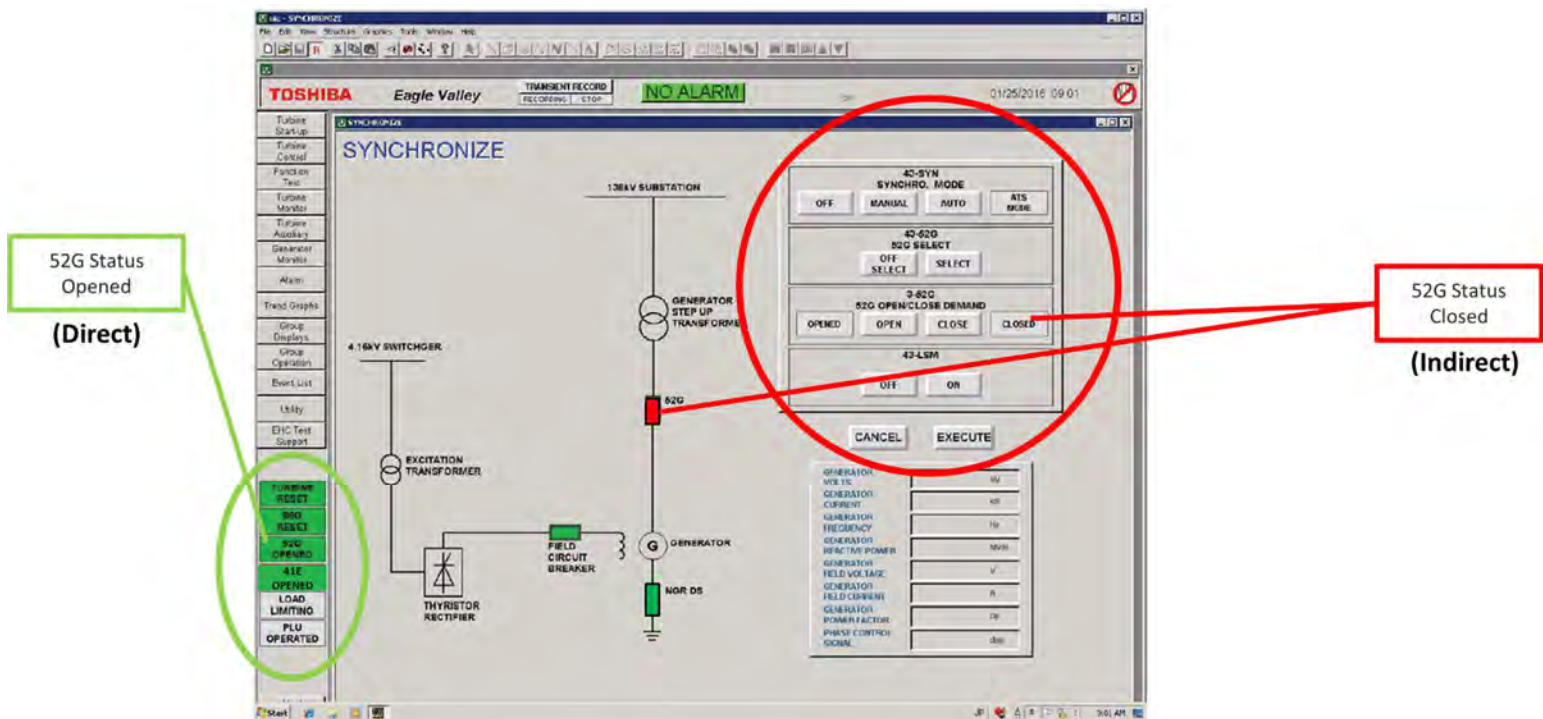 SYNCHRONIZE
File Edit View Structure Graphics Tools Window Help
TOSHIBA
Eagle Valley
TRANSIENT RECORD
RECORDING STOP
NO ALARM
01/25/2016 09:01
Turbine
Start-up
Turbine
Control
Function
Test
Turbine
Monitor
Turbine
Auxiliary
Generator
Monitor
Alarm
Trend Graphs
Group
Displays
Group
Operation
Event List
Utility
EHC Test
Support
TURBINE
RESET
RESET
52G
OPENED
41E
OPENED
LOAD
LIMITING
PLU
OPERATED
52G Status
Opened
(Direct)
SYNCHRONIZE
SYNCHRONIZE
138kV SUBSTATION
GENERATOR
STEP UP
TRANSFORMER
4.16kV SWITCHGER
52G
EXCITATION
TRANSFORMER
FIELD
CIRCUIT
BREAKER
G
GENERATOR
NGR DS
THYRISTOR
RECTIFIER
43-SYN
SYNCHRO. MODE
OFF MANUAL AUTO ATS
MODE
43-52G
52G SELECT
OFF
SELECT
SELECT
3-52G
52G OPEN/CLOSE DEMAND
OPENED OPEN CLOSE CLOSED
43-LSM
OFF ON
CANCEL EXECUTE
GENERATOR
VOLTS kV
GENERATOR
CURRENT kA
GENERATOR
FREQUENCY Hz
GENERATOR
REACTIVE POWER
GENERATOR
FIELD VOLTAGE V
GENERATOR
FIELD CURRENT A
GENERATOR
POWER FACTOR
PHASE CONTROL
SIGNAL
52G Status
Closed
(Indirect)
Start
JP
9:01 AM